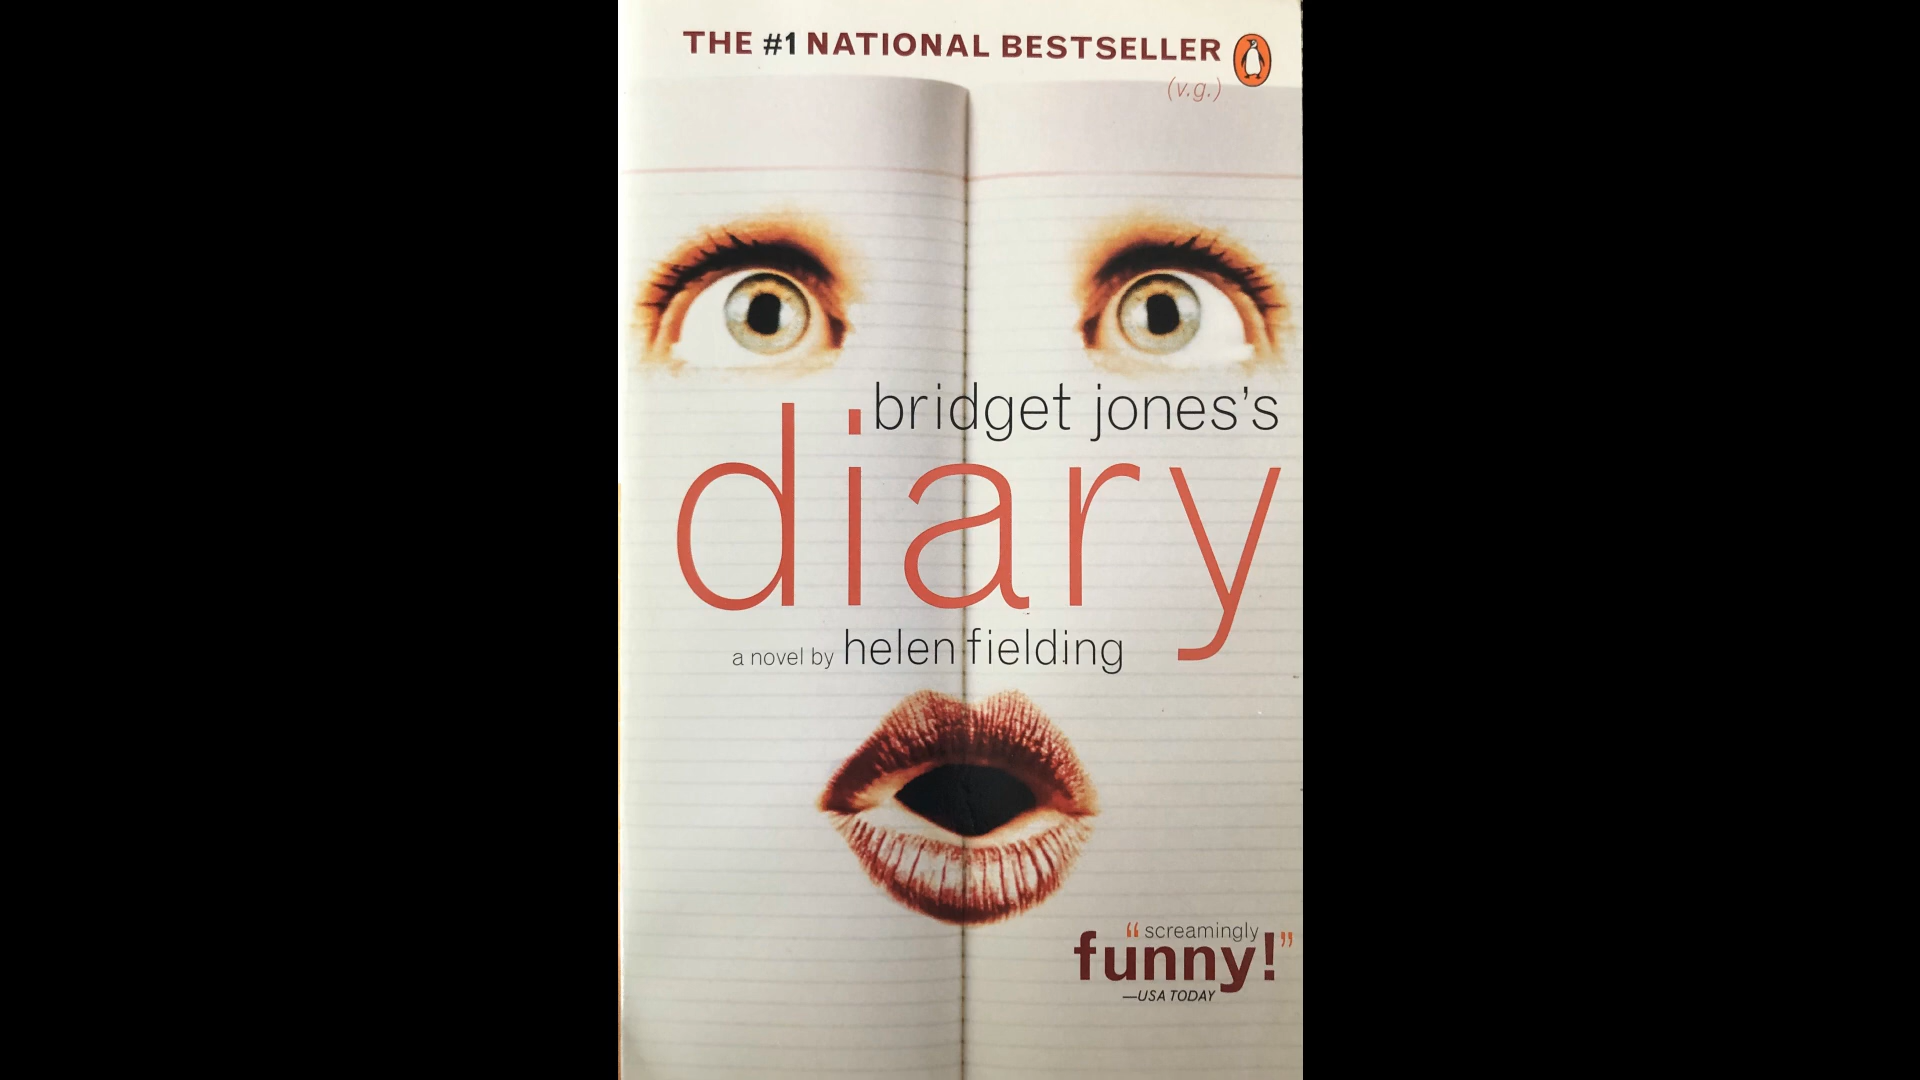 THE #1 NATIONAL BESTSELLER
(v.g.)
bridget jones's
diary
a novel by helen fielding
“screamingly
funny!”
—USA TODAY